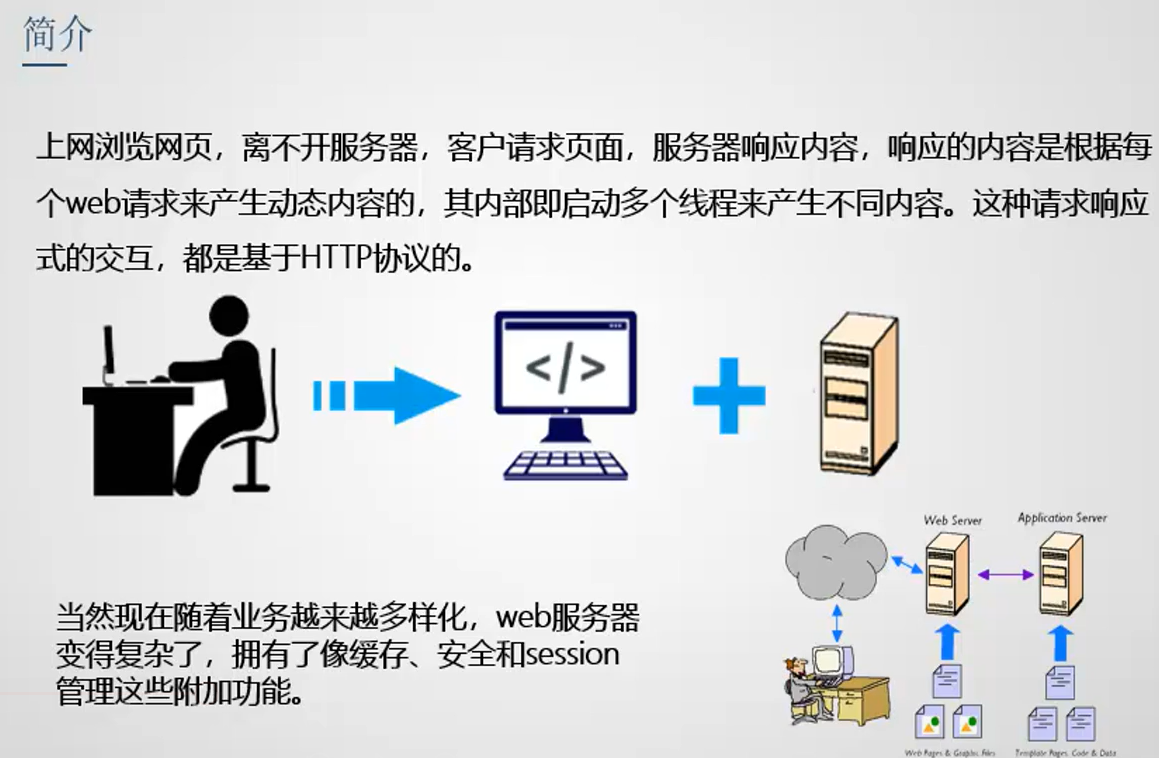 简介
上网浏览网页，离不开服务器，客户请求页面，服务器响应内容，响应的内容是根据每
个web请求来产生动态内容的，其内部即启动多个线程来产生不同内容。这种请求响应
式的交互，都是基于HTTP协议的。
</>
Web Server
Application Server
当然现在随着业务越来越多样化，web服务器
变得复杂了，拥有了像缓存、安全和session
管理这些附加功能。
Web Pages & Graphic Files
Template Pages, Code & Data